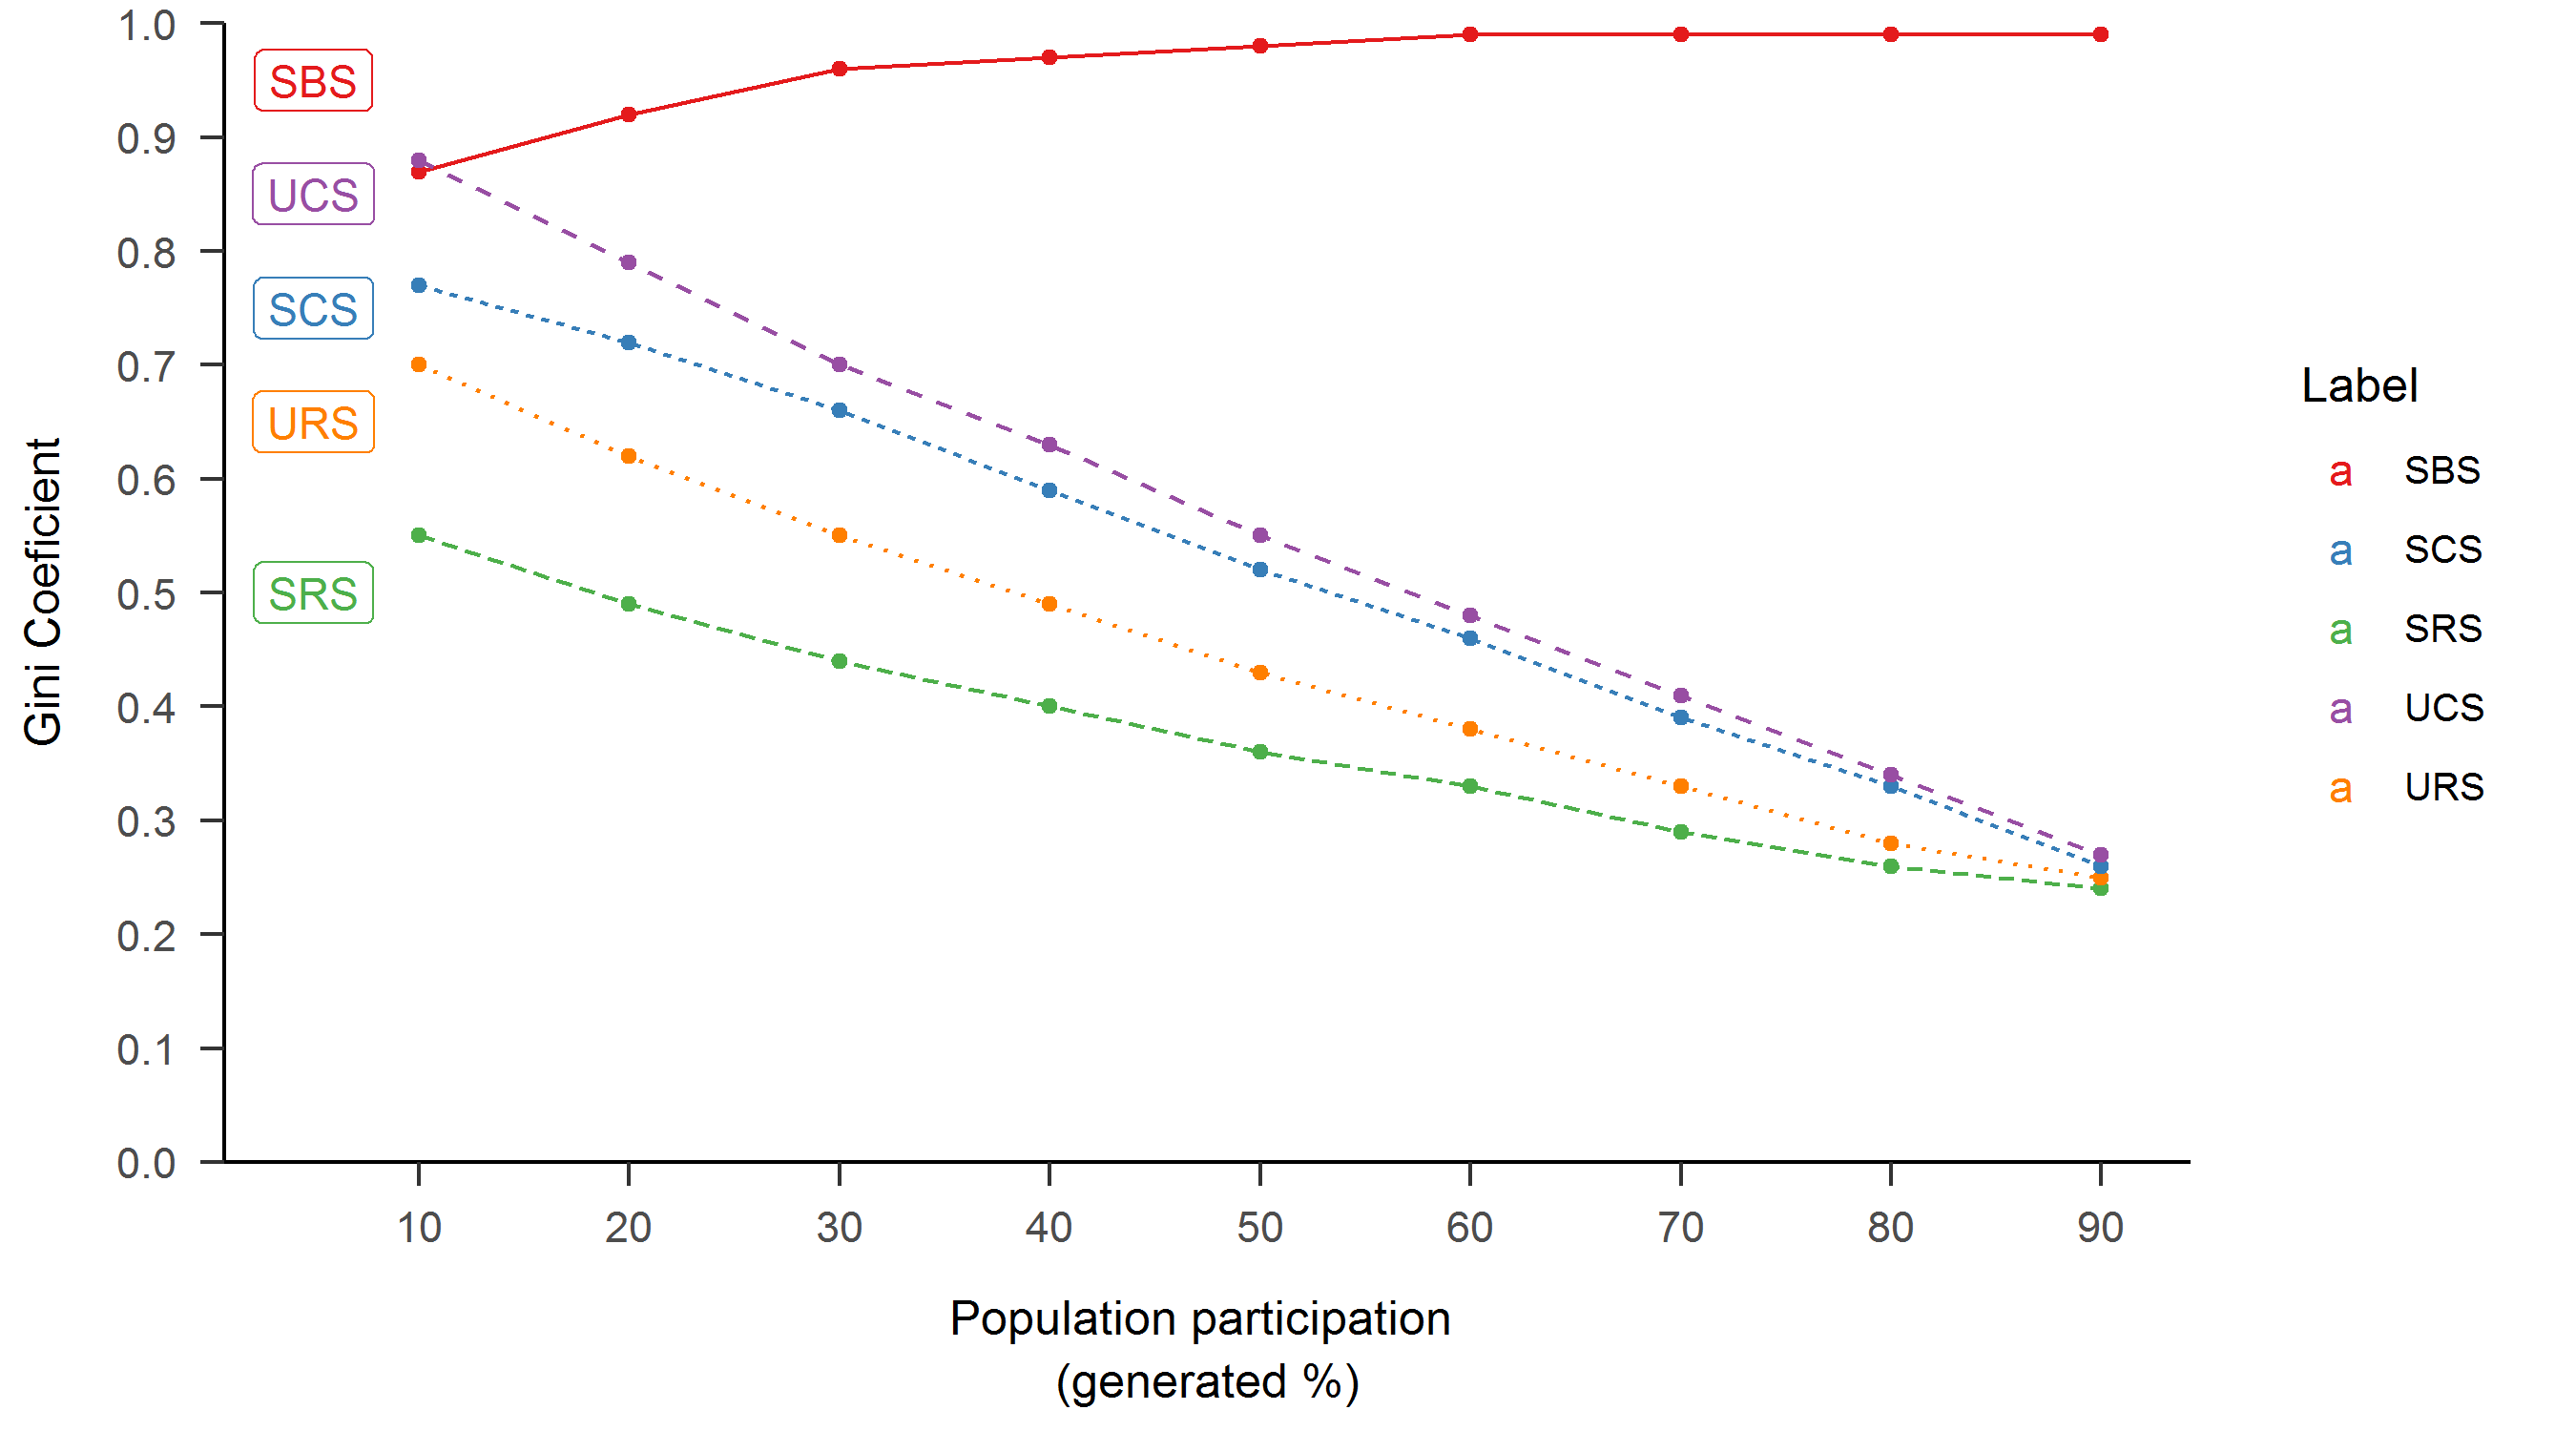 1.0
0.9
0.8
0.7
0.6
0.5
0.4
0.3
0.2
0.1
0.0
Gini Coeficient
SBS
UCS
SCS
URS
SRS
10 20 30 40 50 60 70 80 90
Population participation
(generated %)
Label
a SBS
a SCS
a SRS
a UCS
a URS